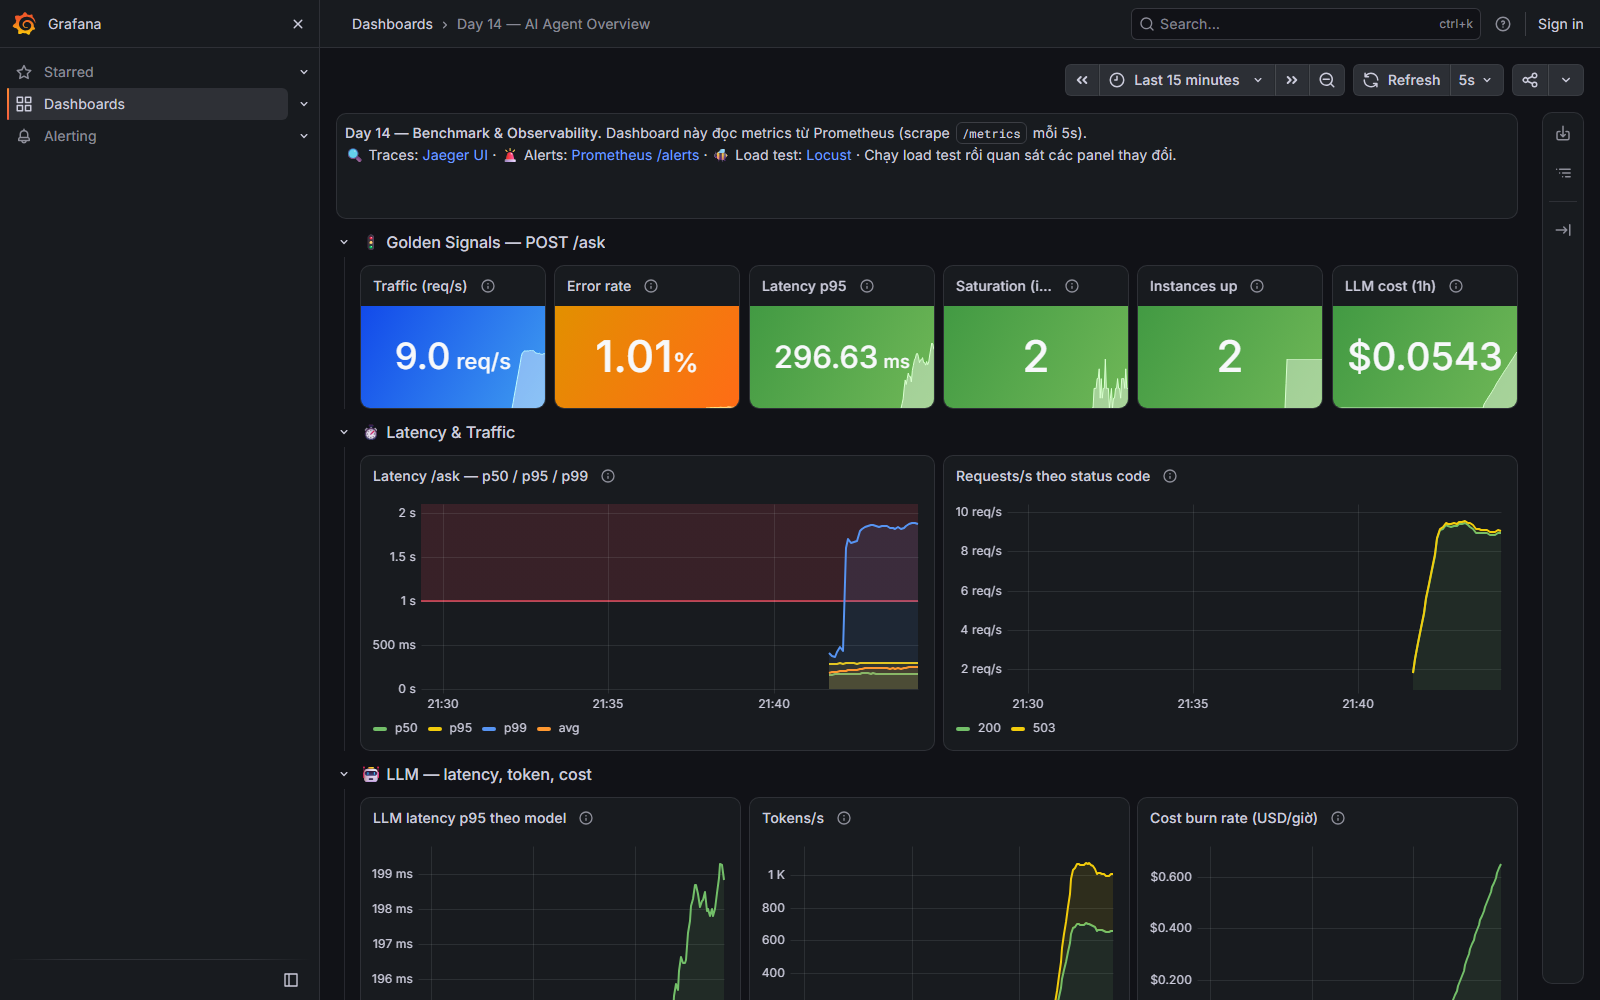 Grafana
Dashboards › Day 14 — AI Agent Overview
Search...
ctrl+k
Sign in
Starred
Dashboards
Alerting
Last 15 minutes
Refresh
5s
Day 14 — Benchmark & Observability. Dashboard này đọc metrics từ Prometheus (scrape /metrics mỗi 5s).
Traces: Jaeger UI · Alerts: Prometheus /alerts · Load test: Locust · Chạy load test rồi quan sát các panel thay đổi.
Golden Signals — POST /ask
Traffic (req/s)
9.0 req/s
Error rate
1.01%
Latency p95
296.63 ms
Saturation (i...
2
Instances up
2
LLM cost (1h)
$0.0543
Latency & Traffic
Latency /ask — p50 / p95 / p99
2 s
1.5 s
1 s
500 ms
0 s
21:30
21:35
21:40
p50
p95
p99
avg
Requests/s theo status code
10 req/s
8 req/s
6 req/s
4 req/s
2 req/s
21:30
21:35
21:40
200
503
LLM — latency, token, cost
LLM latency p95 theo model
199 ms
198 ms
197 ms
196 ms
Tokens/s
1 K
800
600
400
Cost burn rate (USD/giờ)
$0.600
$0.400
$0.200